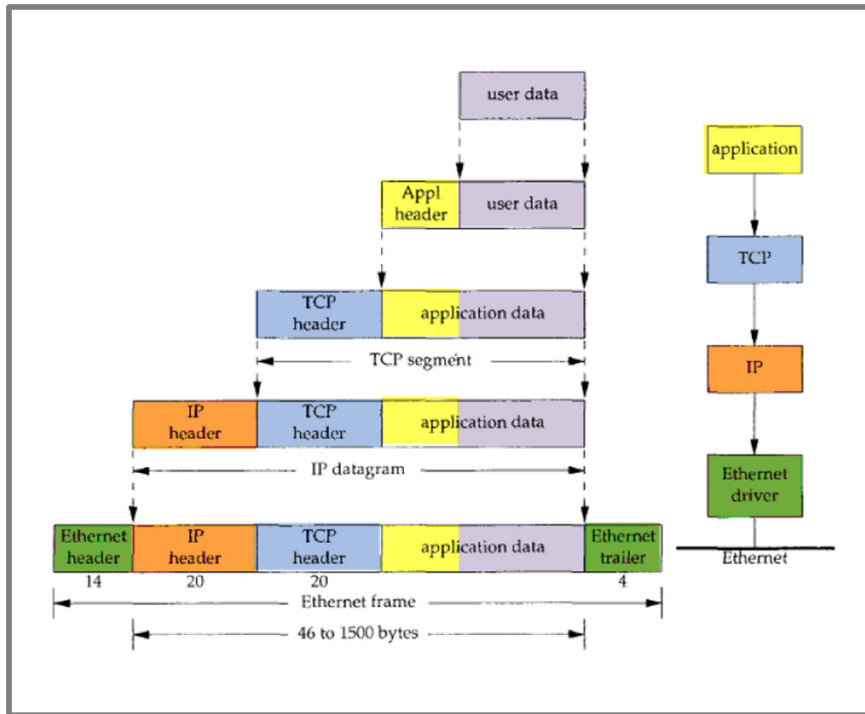 user data
application
Appl
header
user data
TCP
TCP
header
application data
TCP segment
IP
IP
header
TCP
header
application data
IP datagram
Ethernet
driver
Ethernet
header
IP
header
TCP
header
application data
Ethernet
trailer
Ethernet
14
20
20
4
Ethernet frame
46 to 1500 bytes